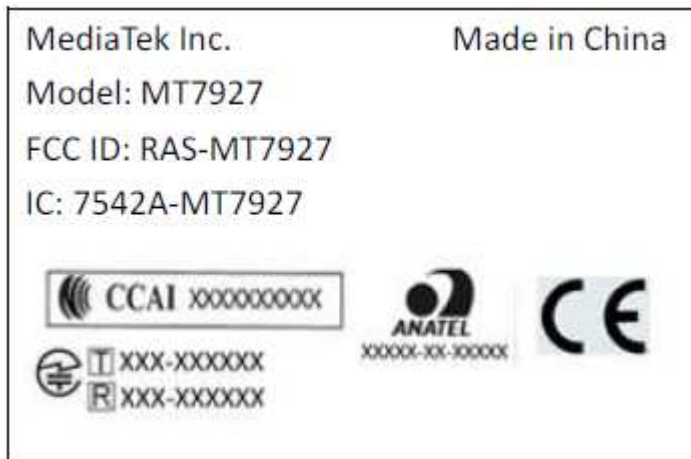 MediaTek Inc. Made in China
Model: MT7927
FCC ID: RAS-MT7927
IC: 7542A-MT7927
CCAI XXXXXXXXXX
ANATEL
XXXXX-XX-XXXXX
CE
T XXX-XXXXXX
R XXX-XXXXXX